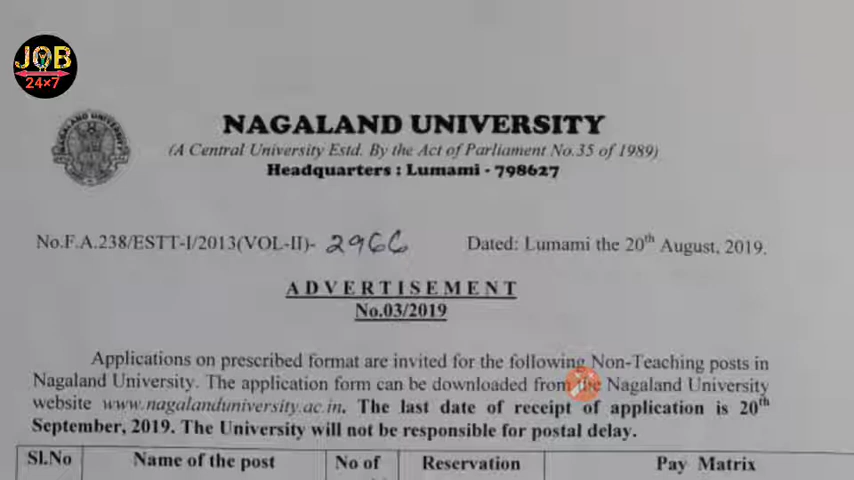 JOB
24×7
NAGALAND UNIVERSITY
NAGALAND UNIVERSITY
(A Central University Estd. By the Act of Parliament No.35 of 1989)
Headquarters : Lumami - 798627
No.F.A.238/ESTT-I/2013(VOL-II)- 2966
Dated: Lumami the 20th August, 2019.
ADVERTISEMENT
No.03/2019
Applications on prescribed format are invited for the following Non-Teaching posts in
Nagaland University. The application form can be downloaded from the Nagaland University
website www.nagalanduniversity.ac.in. The last date of receipt of application is 20th
September, 2019. The University will not be responsible for postal delay.
Sl.No Name of the post No of Reservation Pay Matrix